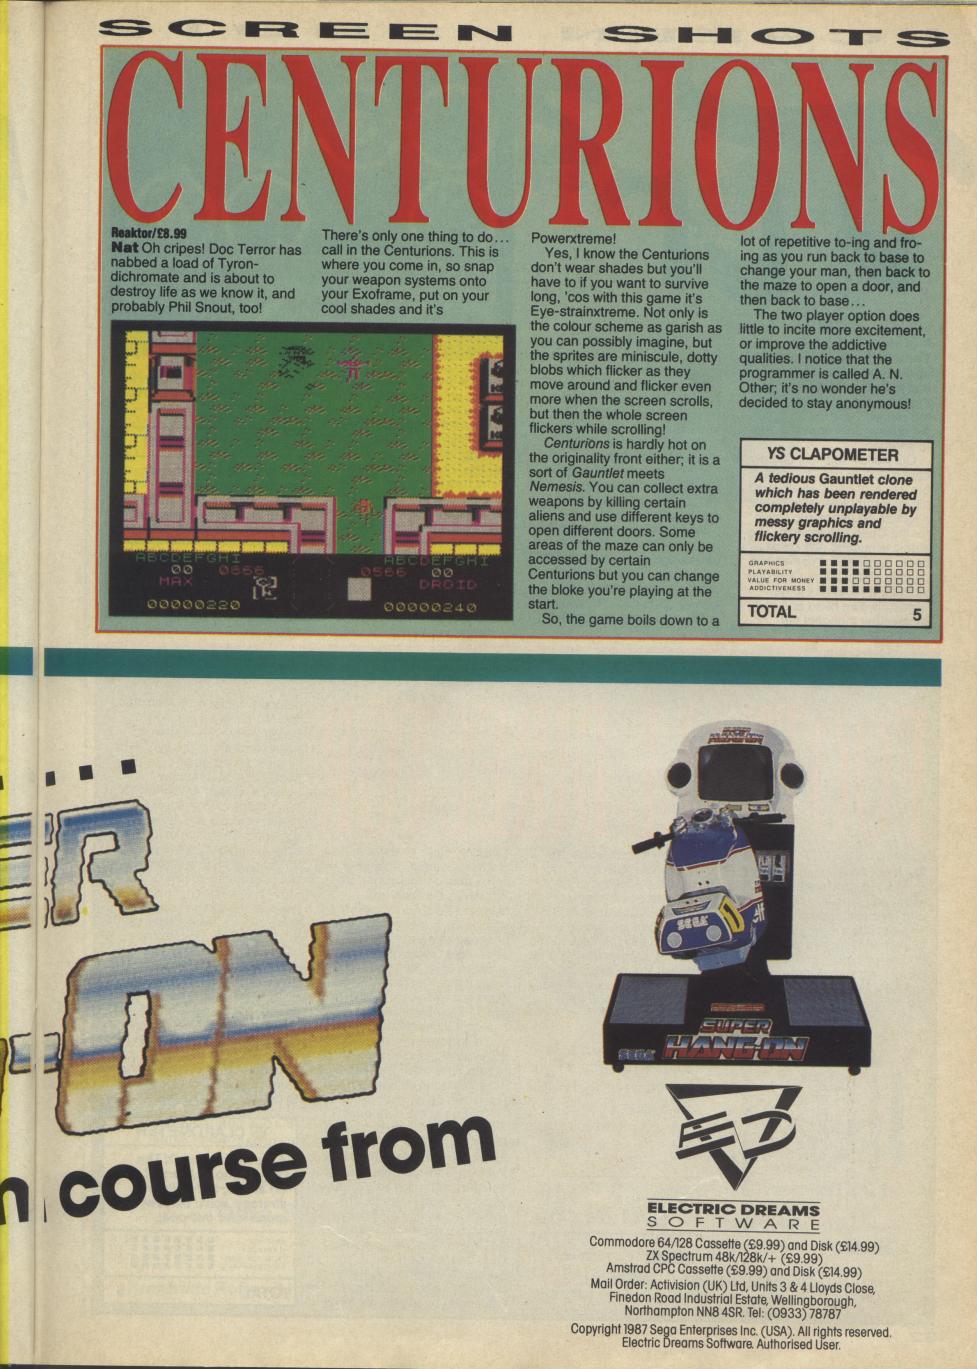 SCREEN SHOTS
CENTURIONS
Reaktor/£8.99
Nat Oh cripes! Doc Terror has
nabbed a load of Tyron-
dichromate and is about to
destroy life as we know it, and
probably Phil Snout, too!
There's only one thing to do...
call in the Centurions. This is
where you come in, so snap
your weapon systems onto
your Exoframe, put on your
cool shades and it's
Powerxtreme!
Yes, I know the Centurions
don't wear shades but you'll
have to if you want to survive
long, 'cos with this game it's
Eye-strainxtreme. Not only is
the colour scheme as garish as
you can possibly imagine, but
the sprites are miniscule, dotty
blobs which flicker as they
move around and flicker even
more when the screen scrolls,
but then the whole screen
flickers while scrolling!
Centurions is hardly hot on
the originality front either; it is a
sort of Gauntlet meets
Nemesis. You can collect extra
weapons by killing certain
aliens and use different keys to
open different doors. Some
areas of the maze can only be
accessed by certain
Centurions but you can change
the bloke you're playing at the
start.
So, the game boils down to a
lot of repetitive to-ing and fro-
ing as you run back to base to
change your man, then back to
the maze to open a door, and
then back to base...
The two player option does
little to incite more excitement,
or improve the addictive
qualities. I notice that the
programmer is called A. N.
Other; it's no wonder he's
decided to stay anonymous!
ABCDEFGHI
00 0566
MAX
00000220
ABCDEFGHI
0566 00
DROID
00000240
YS CLAPOMETER
A tedious Gauntlet clone
which has been rendered
completely unplayable by
messy graphics and
flickery scrolling.
GRAPHICS
PLAYABILITY
VALUE FOR MONEY
ADDICTIVENESS
TOTAL 5
ER
-ON
n course from
SEGA
elf
SUPER
HANG-ON
SEGA
ED
ELECTRIC DREAMS
SOFTWARE
Commodore 64/128 Cassette (£9.99) and Disk (£14.99)
ZX Spectrum 48k/128k/+ (£9.99)
Amstrad CPC Cassette (£9.99) and Disk (£14.99)
Mail Order: Activision (UK) Ltd, Units 3 & 4 Lloyds Close,
Finedon Road Industrial Estate, Wellingborough,
Northampton NN8 4SR. Tel: (0933) 78787
Copyright 1987 Sega Enterprises Inc. (USA). All rights reserved.
Electric Dreams Software. Authorised User.